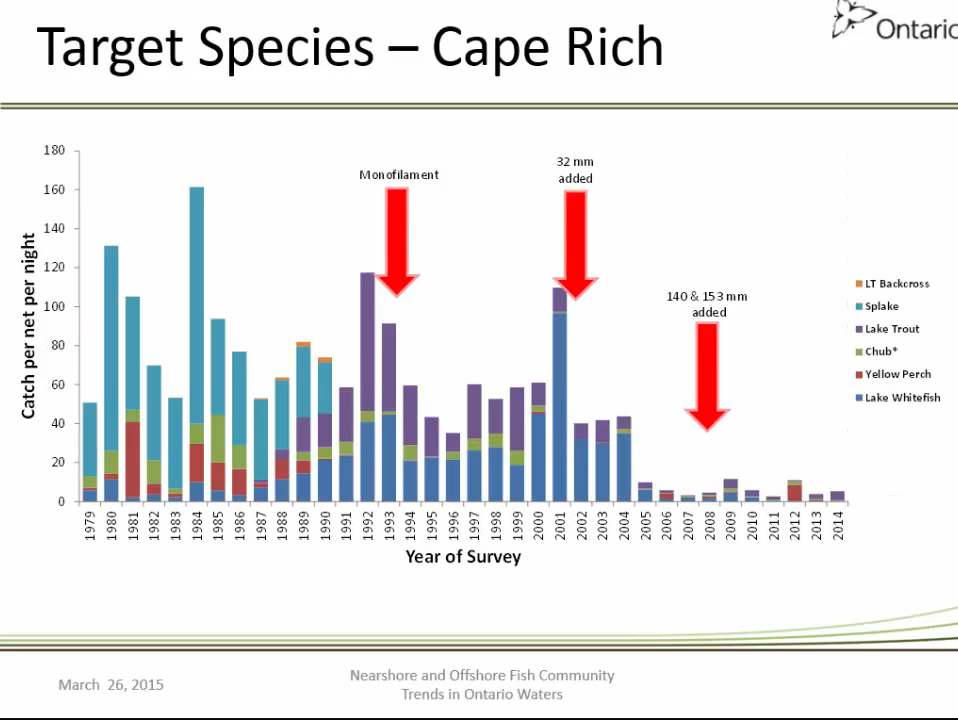 Ontario
Target Species – Cape Rich
180
160
140
120
100
80
60
40
20
0
Catch per net per night
Monofilament
32 mm
added
140 & 153 mm
added
LT Backcross
Splake
Lake Trout
Chub*
Yellow Perch
Lake Whitefish
1979
1980
1981
1982
1983
1984
1985
1986
1987
1988
1989
1990
1991
1992
1993
1994
1995
1996
1997
1998
1999
2000
2001
2002
2003
2004
2005
2006
2007
2008
2009
2010
2011
2012
2013
2014
Year of Survey
March 26, 2015
Nearshore and Offshore Fish Community
Trends in Ontario Waters